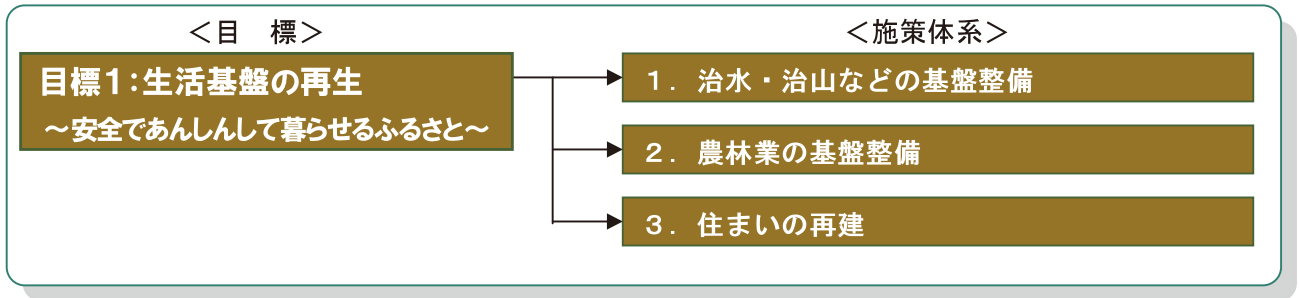 ＜目　標＞
＜施策体系＞
目標1：生活基盤の再生
～安全であんしんして暮らせるふるさと～
１．治水・治山などの基盤整備
２．農林業の基盤整備
３．住まいの再建